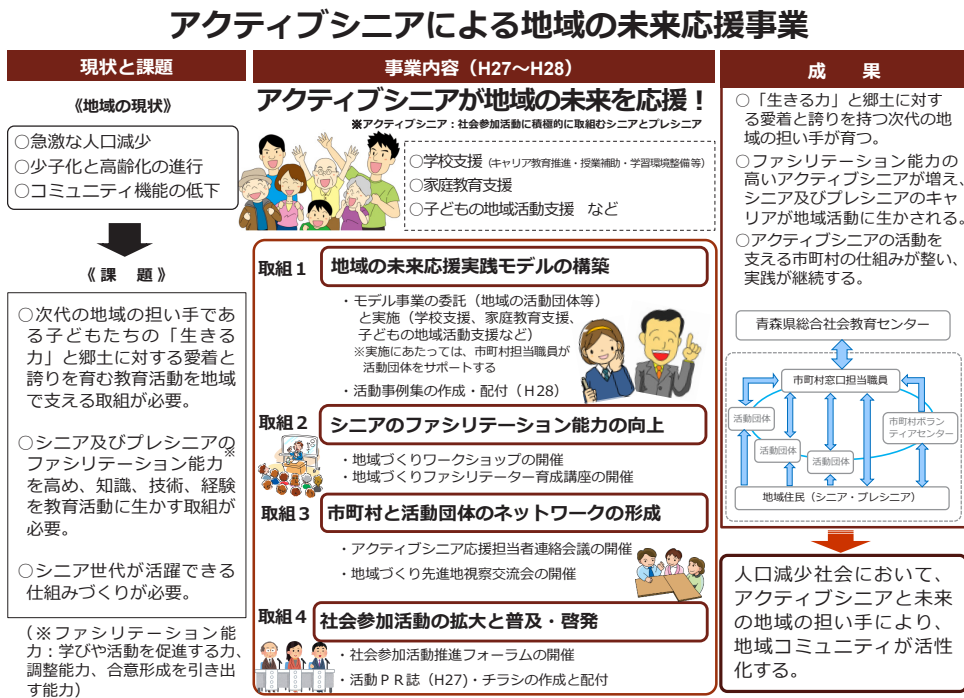 アクティブシニアによる地域の未来応援事業
現状と課題
《地域の現状》
○急激な人口減少
○少子化と高齢化の進行
○コミュニティ機能の低下
《課　題》
○次代の地域の担い手であ
る子どもたちの「生きる
力」と郷土に対する愛着と
誇りを育む教育活動を地域
で支える取組が必要。
○シニア及びプレシニアの
ファシリテーション能力※
を高め、知識、技術、経験
を教育活動に生かす取組が
必要。
○シニア世代が活躍できる
仕組みづくりが必要。
（※ファシリテーション能
力：学びや活動を促進する力、
調整能力、合意形成を引き出
す能力）
事業内容（H27～H28）
アクティブシニアが地域の未来を応援！
※アクティブシニア：社会参加活動に積極的に取組むシニアとプレシニア
○学校支援（キャリア教育推進・授業補助・学習環境整備等）
○家庭教育支援
○子どもの地域活動支援　など
取組１
地域の未来応援実践モデルの構築
・モデル事業の委託（地域の活動団体等）
と実施（学校支援、家庭教育支援、
子どもの地域活動支援など）
※実施にあたっては、市町村担当職員が
活動団体をサポートする
・活動事例集の作成・配付（Ｈ28）
取組２
シニアのファシリテーション能力の向上
・地域づくりワークショップの開催
・地域づくりファシリテーター育成講座の開催
取組３
市町村と活動団体のネットワークの形成
・アクティブシニア応援担当者連絡会議の開催
・地域づくり先進地視察交流会の開催
取組４
社会参加活動の拡大と普及・啓発
・社会参加活動推進フォーラムの開催
・活動ＰＲ誌（H27）・チラシの作成と配付
成　果
○「生きる力」と郷土に対す
る愛着と誇りを持つ次代の地
域の担い手が育つ。
○ファシリテーション能力の
高いアクティブシニアが増え、
シニア及びプレシニアのキャ
リアが地域活動に生かされる。
○アクティブシニアの活動を
支える市町村の仕組みが整い、
実践が継続する。
青森県総合社会教育センター
市町村窓口担当職員
活動団体
市町村ボラン
ティアセンター
活動団体
活動団体
地域住民（シニア・プレシニア）
人口減少社会において、
アクティブシニアと未来
の地域の担い手により、
地域コミュニティが活性
化する。